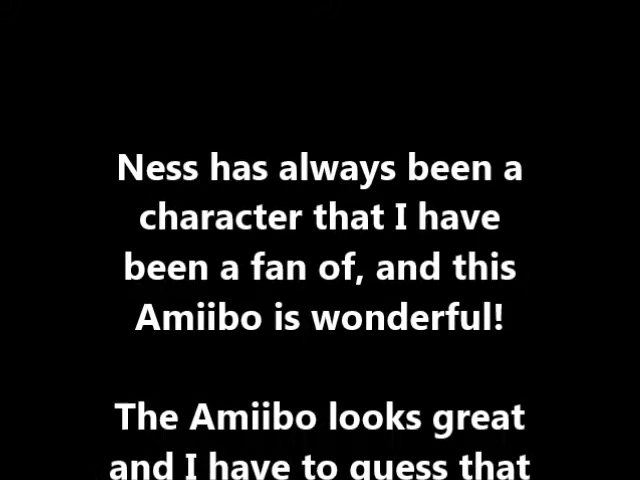 Ness has always been a
character that I have
been a fan of, and this
Amiibo is wonderful!
The Amiibo looks great
and I have to guess that